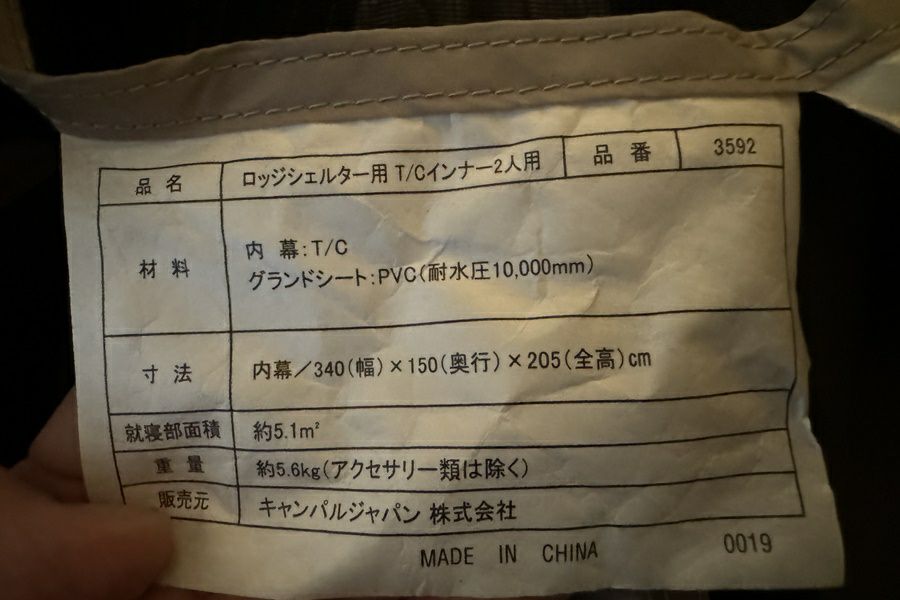 品 名 ロッジシェルター用 T/Cインナー2人用 品 番 3592
材 料 内 幕:T/C
グランドシート:PVC(耐水圧10,000mm)
寸 法 内幕/340(幅)×150(奥行)×205(全高)cm
就寝部面積 約5.1㎡
重 量 約5.6kg(アクセサリー類は除く)
販売元 キャンパルジャパン 株式会社
MADE IN CHINA 0019